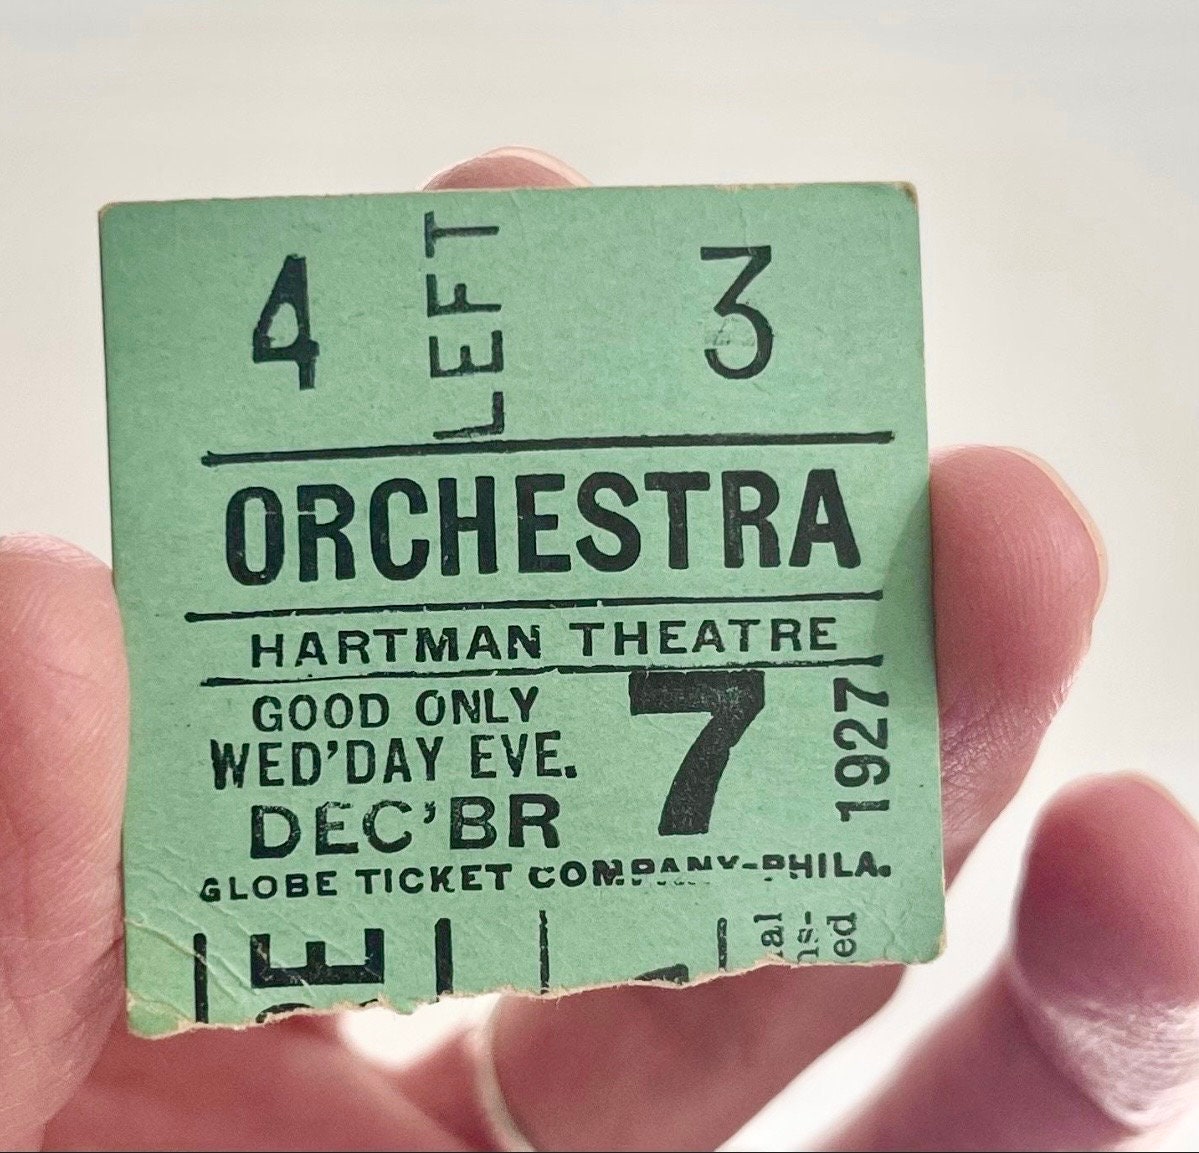 4 LEFT 3
ORCHESTRA
HARTMAN THEATRE
GOOD ONLY
WED'DAY EVE.
DEC'BR
7
1927
GLOBE TICKET COMPANY-PHILA.